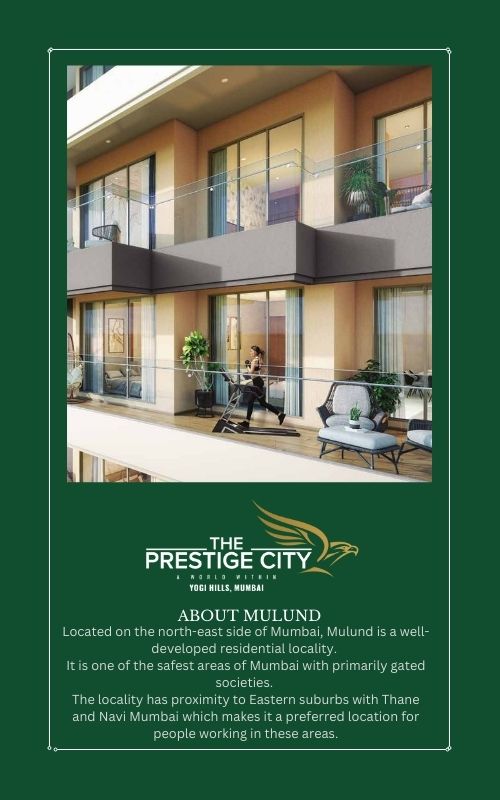 THE
PRESTIGE CITY
A WORLD WITHIN
YOGI HILLS, MUMBAI
ABOUT MULUND
Located on the north-east side of Mumbai, Mulund is a well-
developed residential locality.
It is one of the safest areas of Mumbai with primarily gated
societies.
The locality has proximity to Eastern suburbs with Thane
and Navi Mumbai which makes it a preferred location for
people working in these areas.